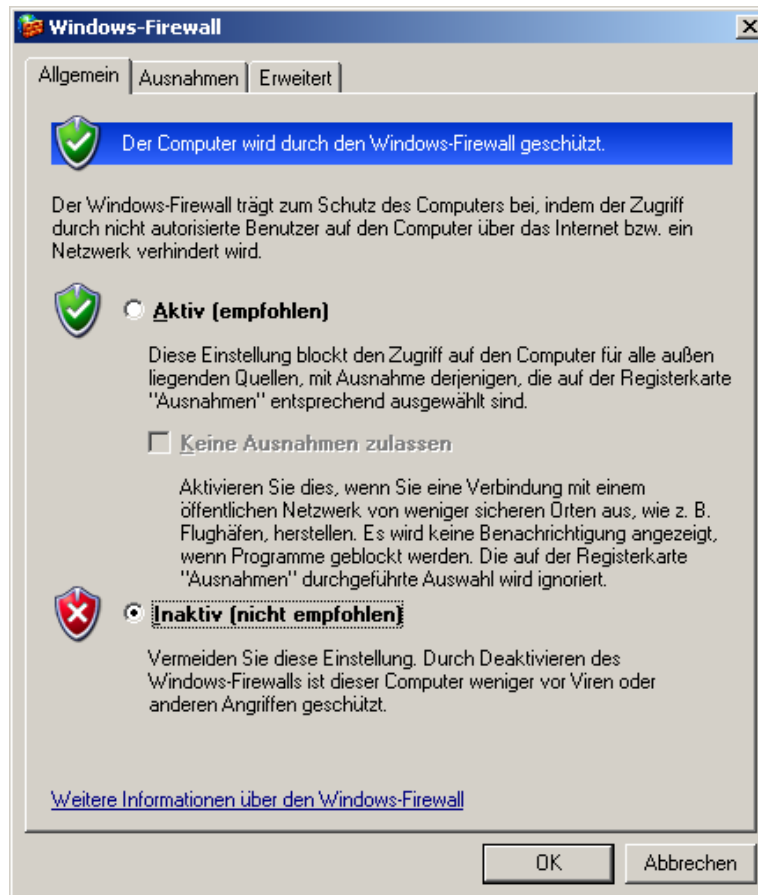 Windows-Firewall
Allgemein
Ausnahmen
Erweitert
Der Computer wird durch den Windows-Firewall geschützt.
Der Windows-Firewall trägt zum Schutz des Computers bei, indem der Zugriff
durch nicht autorisierte Benutzer auf den Computer über das Internet bzw. ein
Netzwerk verhindert wird.
Aktiv (empfohlen)
Diese Einstellung blockt den Zugriff auf den Computer für alle außen
liegenden Quellen, mit Ausnahme derjenigen, die auf der Registerkarte
"Ausnahmen" entsprechend ausgewählt sind.
Keine Ausnahmen zulassen
Aktivieren Sie dies, wenn Sie eine Verbindung mit einem
öffentlichen Netzwerk von weniger sicheren Orten aus, wie z. B.
Flughäfen, herstellen. Es wird keine Benachrichtigung angezeigt,
wenn Programme geblockt werden. Die auf der Registerkarte
"Ausnahmen" durchgeführte Auswahl wird ignoriert.
Inaktiv (nicht empfohlen)
Vermeiden Sie diese Einstellung. Durch Deaktivieren des
Windows-Firewalls ist dieser Computer weniger vor Viren oder
anderen Angriffen geschützt.
Weitere Informationen über den Windows-Firewall
OK
Abbrechen